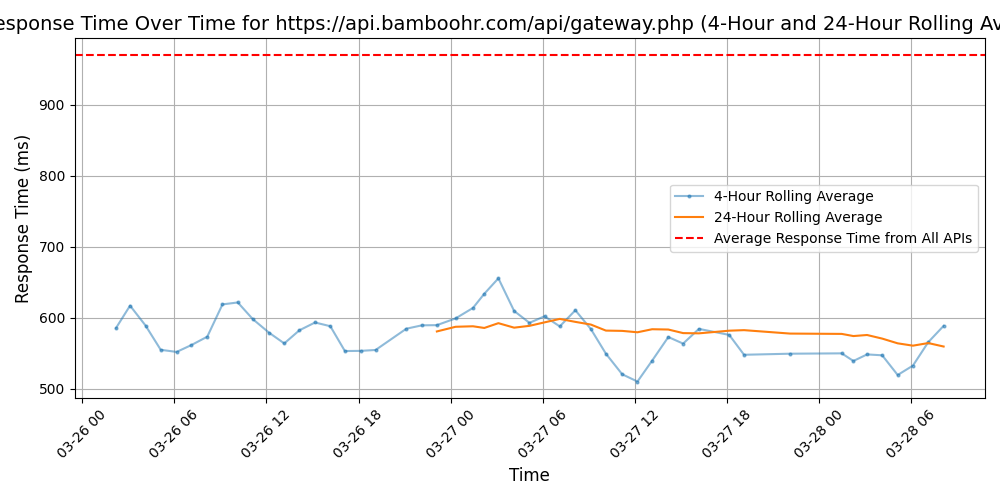 esponse Time Over Time for https://api.bamboohr.com/api/gateway.php (4-Hour and 24-Hour Rolling Av
Response Time (ms)
900
800
700
600
500
4-Hour Rolling Average
24-Hour Rolling Average
Average Response Time from All APIs
03-26 00
03-26 06
03-26 12
03-26 18
03-27 00
03-27 06
03-27 12
03-27 18
03-28 00
03-28 06
Time